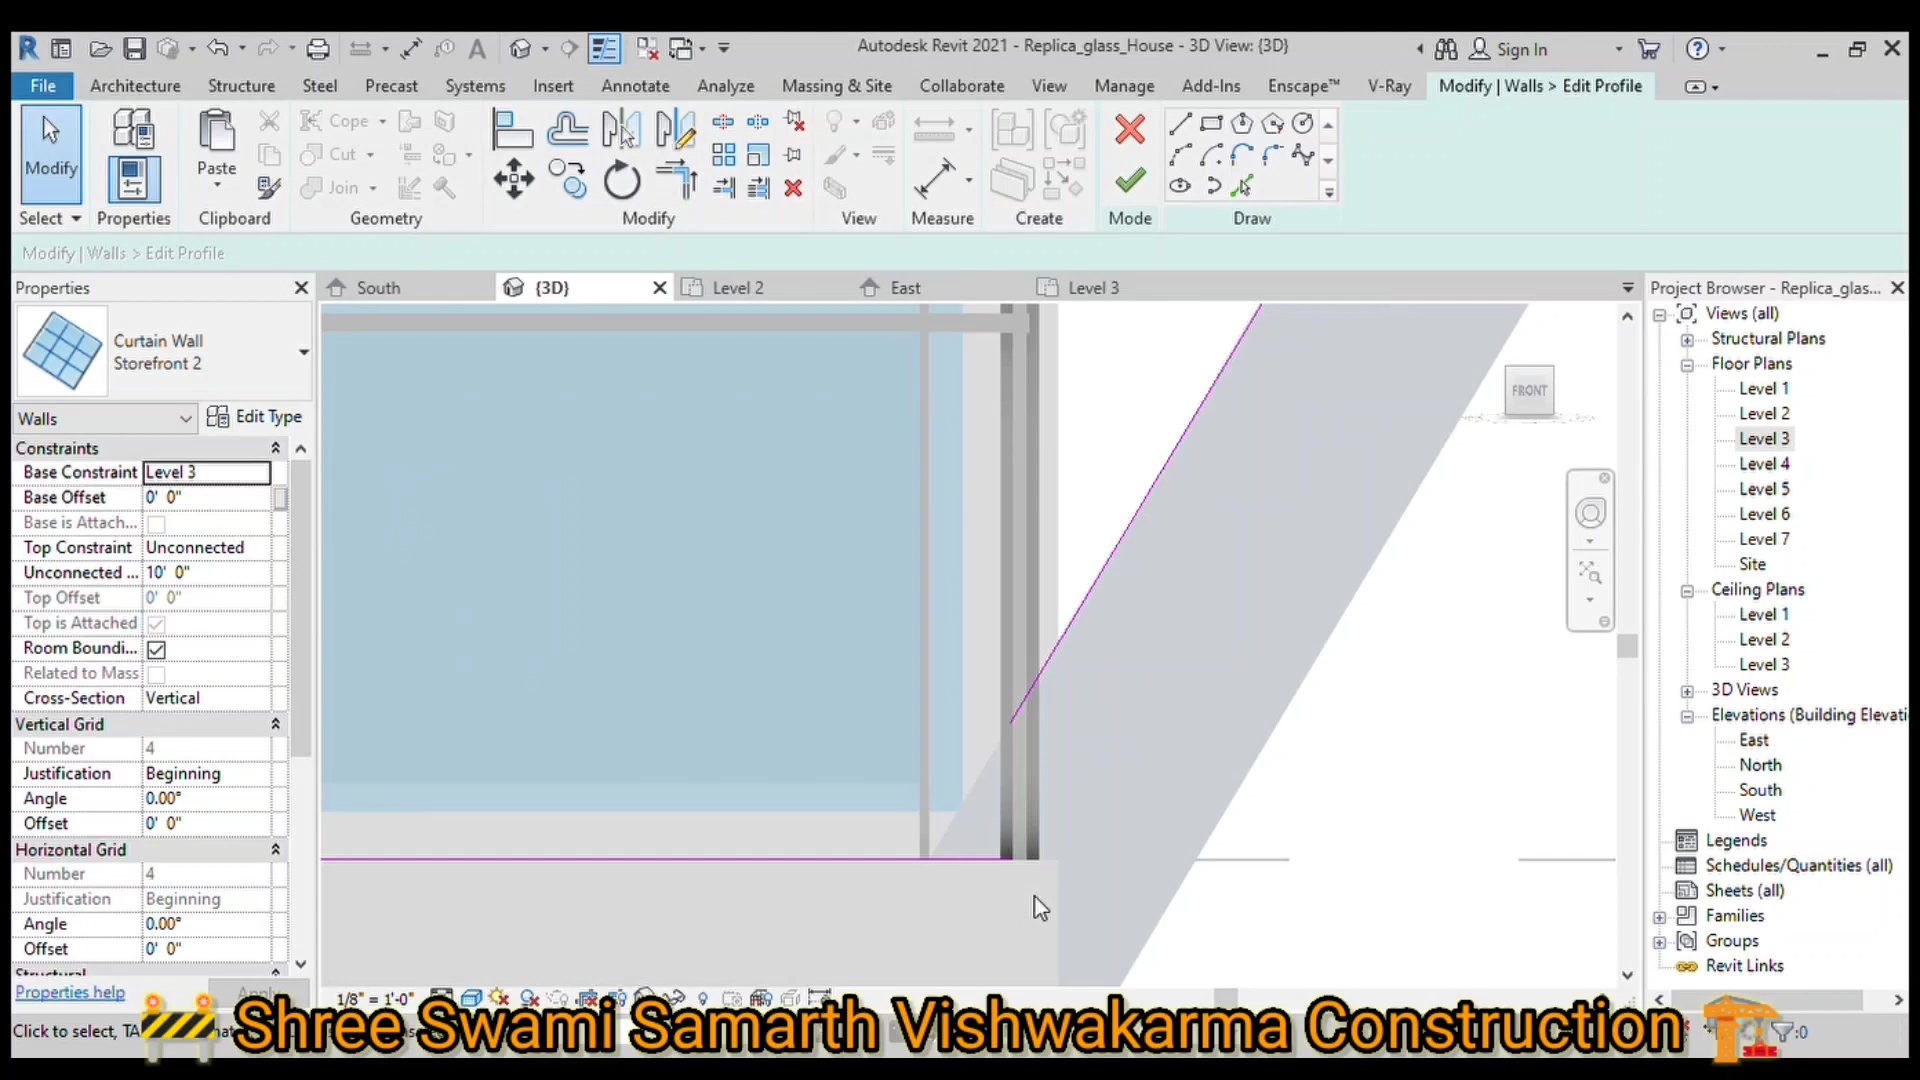 Autodesk Revit 2021 - Replica_glass_House - 3D View: {3D}
Sign In
File Architecture Structure Steel Precast Systems Insert Annotate Analyze Massing & Site Collaborate View Manage Add-Ins Enscape™ V-Ray Modify | Walls > Edit Profile
Modify
Paste
Cope
Cut
Join
Select Properties Clipboard Geometry Modify View Measure Create Mode Draw
Modify | Walls > Edit Profile
Properties
South
{3D}
Level 2
East
Level 3
Project Browser - Replica_glas...
Curtain Wall
Storefront 2
Walls
Edit Type
Constraints
Base Constraint Level 3
Base Offset 0' 0"
Base is Attach...
Top Constraint Unconnected
Unconnected ... 10' 0"
Top Offset 0' 0"
Top is Attached
Room Boundi...
Related to Mass
Cross-Section Vertical
Vertical Grid
Number 4
Justification Beginning
Angle 0.00°
Offset 0' 0"
Horizontal Grid
Number 4
Justification Beginning
Angle 0.00°
Offset 0' 0"
Structural
Properties help
Apply
FRONT
Views (all)
Structural Plans
Floor Plans
Level 1
Level 2
Level 3
Level 4
Level 5
Level 6
Level 7
Site
Ceiling Plans
Level 1
Level 2
Level 3
3D Views
Elevations (Building Elevati
East
North
South
West
Legends
Schedules/Quantities (all)
Sheets (all)
Families
Groups
Revit Links
1/8" = 1'-0"
Click to select, TA
:0
Shree Swami Samarth Vishwakarma Construction